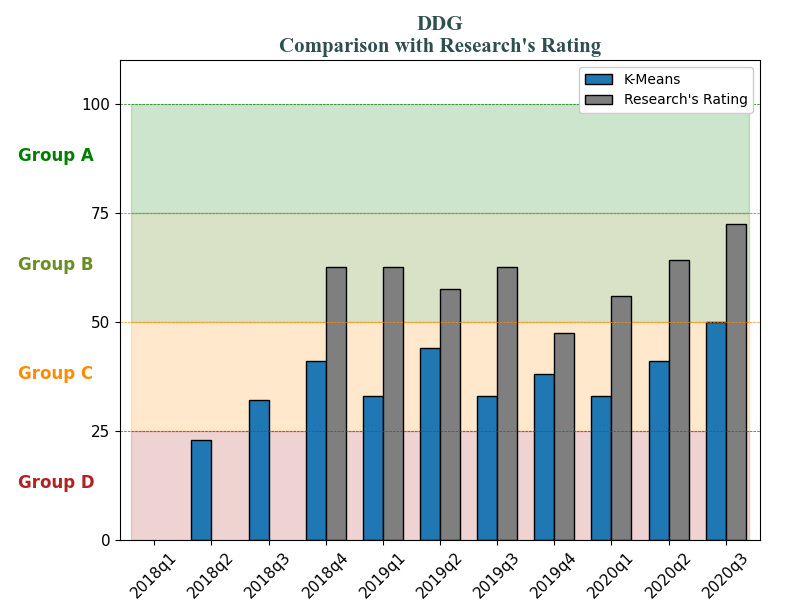 DDG
Comparison with Research's Rating
K-Means
Research's Rating
100
Group A
75
Group B
50
Group C
25
Group D
0
2018q1
2018q2
2018q3
2018q4
2019q1
2019q2
2019q3
2019q4
2020q1
2020q2
2020q3